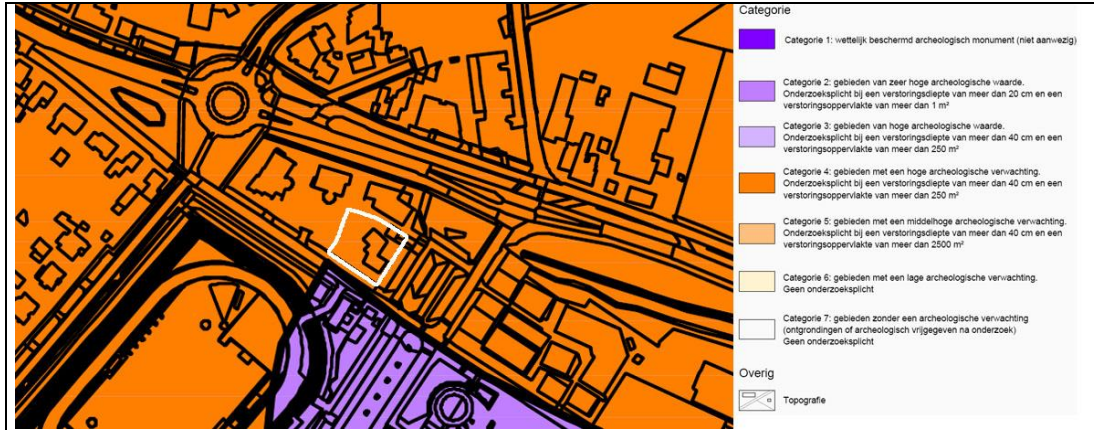 Categorie
Categorie 1: wettelijk beschermd archeologisch monument (niet aanwezig)
Categorie 2: gebieden van zeer hoge archeologische waarde.
Onderzoeksplicht bij een verstoringsdiepte van meer dan 20 cm en een
verstoringsoppervlakte van meer dan 1 m²
Categorie 3: gebieden van hoge archeologische waarde.
Onderzoeksplicht bij een verstoringsdiepte van meer dan 40 cm en een
verstoringsoppervlakte van meer dan 250 m²
Categorie 4: gebieden met een hoge archeologische verwachting.
Onderzoeksplicht bij een verstoringsdiepte van meer dan 40 cm en een
verstoringsoppervlakte van meer dan 250 m²
Categorie 5: gebieden met een middelhoge archeologische verwachting.
Onderzoeksplicht bij een verstoringsdiepte van meer dan 40 cm en een
verstoringsoppervlakte van meer dan 2500 m²
Categorie 6: gebieden met een lage archeologische verwachting.
Geen onderzoeksplicht
Categorie 7: gebieden zonder een archeologische verwachting
(ontgrondingen of archeologisch vrijgegeven na onderzoek)
Geen onderzoeksplicht
Overig
Topografie